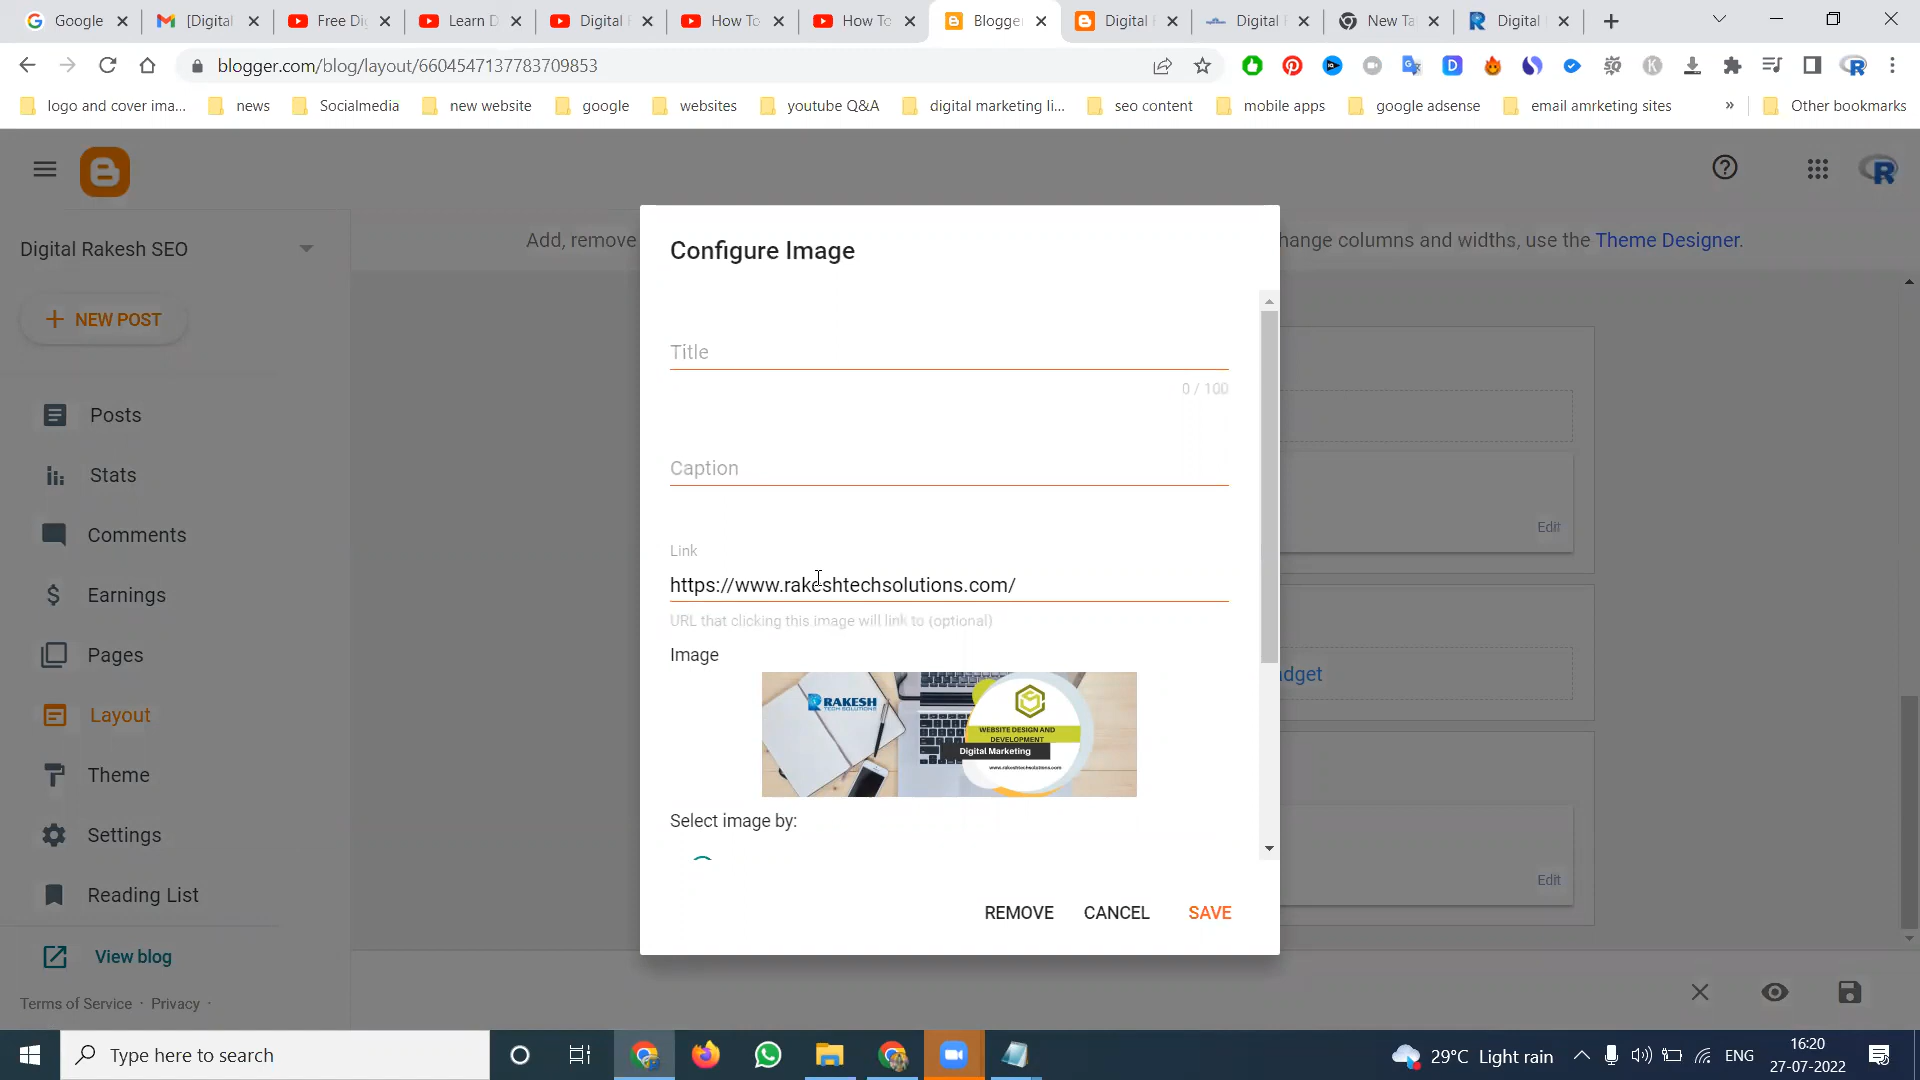 Google
[Digital
Free Di
Learn D
Digital
How To
How To
Blogge
Digital
Digital
New Ta
Digital
blogger.com/blog/layout/6604547137783709853
logo and cover ima...
news
Socialmedia
new website
google
websites
youtube Q&A
digital marketing li...
seo content
mobile apps
google adsense
email amrketing sites
»
Other bookmarks
Digital Rakesh SEO
Add, remove
hange columns and widths, use the Theme Designer.
NEW POST
Posts
Stats
Comments
Earnings
Pages
Layout
Theme
Settings
Reading List
View blog
Terms of Service · Privacy ·
Configure Image
Title
0 / 100
Caption
Link
https://www.rakeshtechsolutions.com/
URL that clicking this image will link to (optional)
Image
RAKESH
TECH SOLUTIONS
WEBSITE DESIGN AND
DEVELOPMENT
Digital Marketing
www.rakeshtechsolutions.com
Select image by:
REMOVE
CANCEL
SAVE
Edit
dget
Edit
Type here to search
29°C Light rain
ENG
16:20
27-07-2022